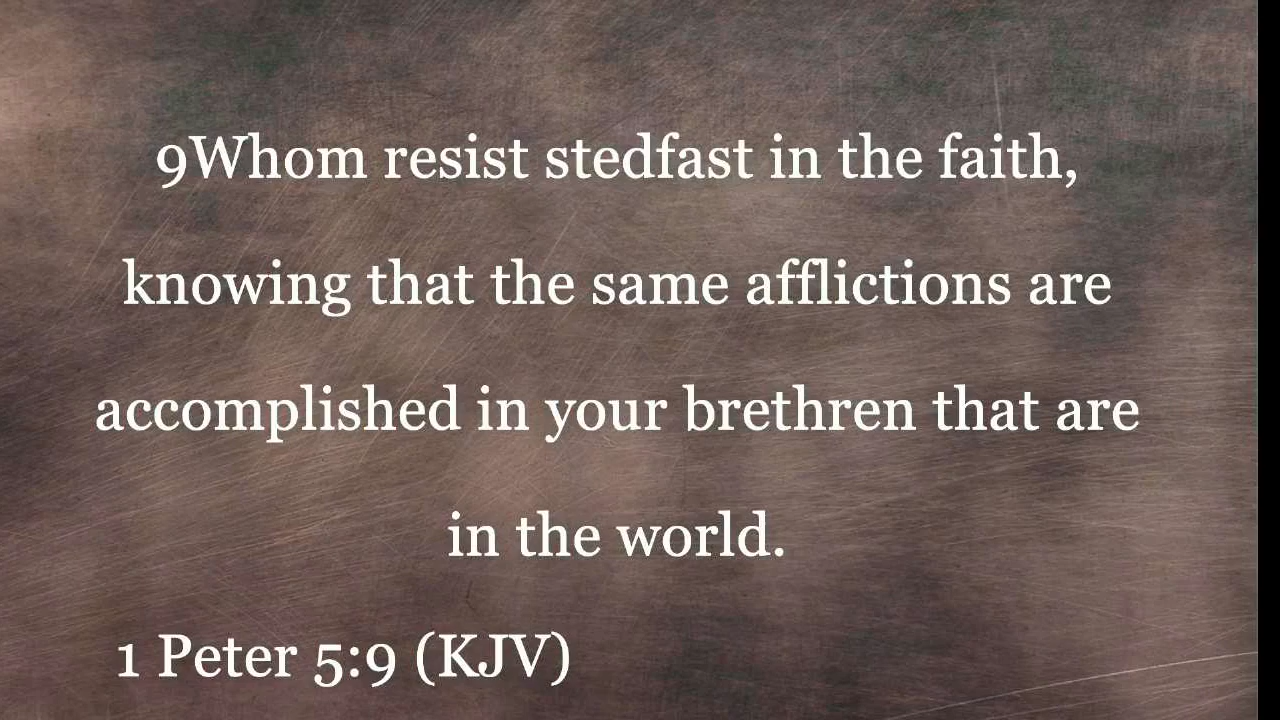 9Whom resist stedfast in the faith,
knowing that the same afflictions are
accomplished in your brethren that are
in the world.
1 Peter 5:9 (KJV)